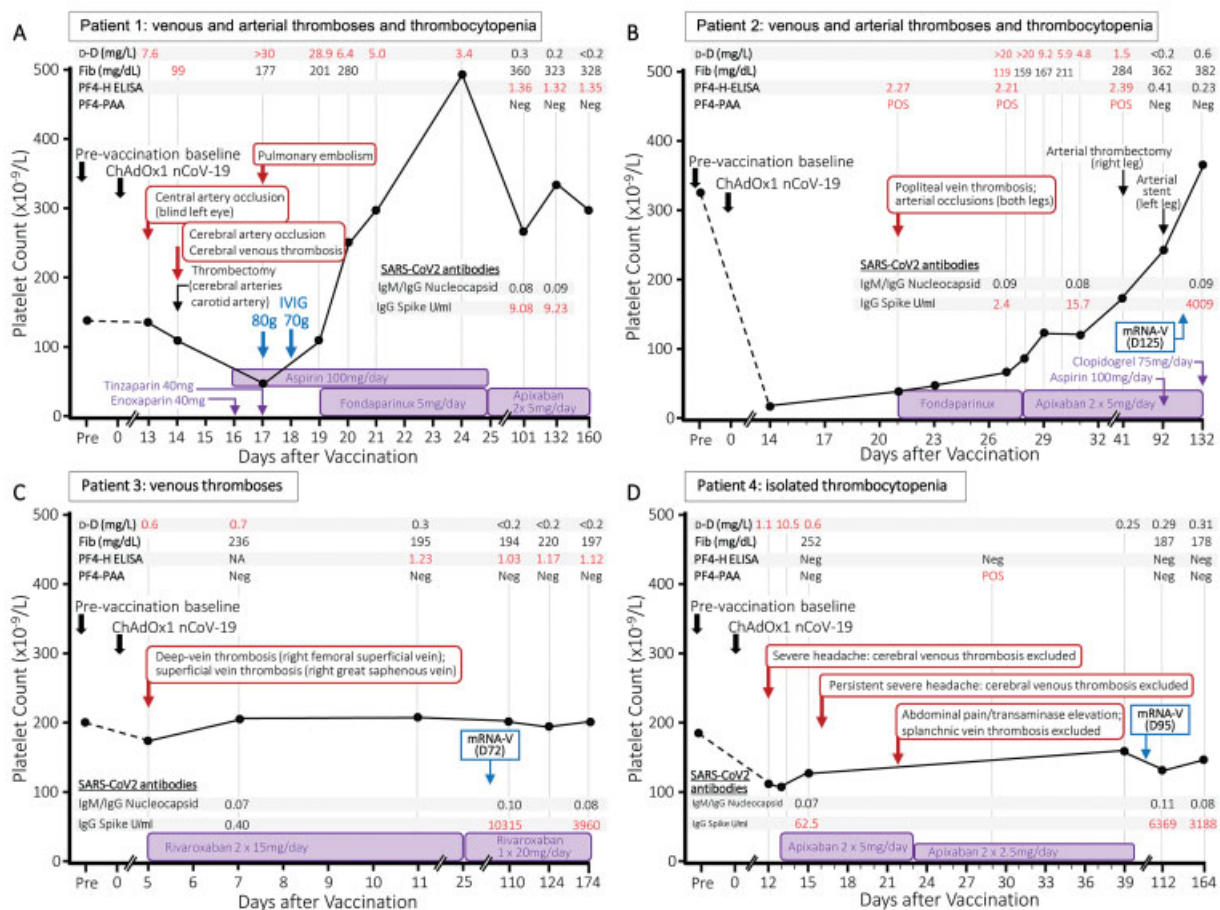 A
Patient 1: venous and arterial thromboses and thrombocytopenia
D-D (mg/L) 7.6 >30 28.9 6.4 5.0 3.4 0.3 0.2 <0.2
Fib (mg/dL) 99 177 201 280 360 323 328
PF4-H ELISA 1.36 1.32 1.35
PF4-PAA Neg Neg Neg
Platelet Count (x10⁻⁹/L)
500
400
300
200
100
0
Pre-vaccination baseline
ChAdOx1 nCoV-19
Pulmonary embolism
Central artery occlusion
(blind left eye)
Cerebral artery occlusion
Cerebral venous thrombosis
Thrombectomy
(cerebral arteries
carotid artery)
IVIG
80g 70g
SARS-CoV2 antibodies
IgM/IgG Nucleocapsid 0.08 0.09
IgG Spike U/ml 9.08 9.23
Tinzaparin 40mg
Enoxaparin 40mg
Aspirin 100mg/day
Fondaparinux 5mg/day
Apixaban
2x 5mg/day
Pre 0 13 14 15 16 17 18 19 20 21 24 25 101 132 160
Days after Vaccination
B
Patient 2: venous and arterial thromboses and thrombocytopenia
D-D (mg/L) >20 >20 9.2 5.9 4.8 1.5 <0.2 0.6
Fib (mg/dL) 119 159 167 211 284 362 382
PF4-H ELISA 2.27 2.21 2.39 0.41 0.23
PF4-PAA POS POS POS Neg Neg
Platelet Count (x10⁻⁹/L)
500
400
300
200
100
0
Pre-vaccination baseline
ChAdOx1 nCoV-19
Popliteal vein thrombosis;
arterial occlusions (both legs)
Arterial thrombectomy
(right leg)
Arterial
stent
(left leg)
SARS-CoV2 antibodies
IgM/IgG Nucleocapsid 0.09 0.08 0.09
IgG Spike U/ml 2.4 15.7 4009
mRNA-V
(D125)
Clopidogrel 75mg/day
Aspirin 100mg/day
Fondaparinux
Apixaban 2 x 5mg/day
Pre 0 14 17 20 23 26 29 32 41 92 132
Days after Vaccination
C
Patient 3: venous thromboses
D-D (mg/L) 0.6 0.7 0.3 <0.2 <0.2 <0.2
Fib (mg/dL) 236 195 194 220 197
PF4-H ELISA NA 1.23 1.03 1.17 1.12
PF4-PAA Neg Neg Neg Neg Neg
Platelet Count (x10⁻⁹/L)
500
400
300
200
100
0
Pre-vaccination baseline
ChAdOx1 nCoV-19
Deep-vein thrombosis (right femoral superficial vein);
superficial vein thrombosis (right great saphenous vein)
mRNA-V
(D72)
SARS-CoV2 antibodies
IgM/IgG Nucleocapsid 0.07 0.10 0.08
IgG Spike U/ml 0.40 10315 3960
Rivaroxaban 2 x 15mg/day
Rivaroxaban
1 x 20mg/day
Pre 0 5 6 7 8 9 10 11 25 110 124 174
Days after Vaccination
D
Patient 4: isolated thrombocytopenia
D-D (mg/L) 1.1 10.5 0.6 0.25 0.29 0.31
Fib (mg/dL) 252 187 178
PF4-H ELISA Neg Neg Neg Neg
PF4-PAA Neg POS Neg Neg
Platelet Count (x10⁻⁹/L)
500
400
300
200
100
0
Pre-vaccination baseline
ChAdOx1 nCoV-19
Severe headache: cerebral venous thrombosis excluded
Persistent severe headache: cerebral venous thrombosis excluded
Abdominal pain/transaminase elevation;
splanchnic vein thrombosis excluded
mRNA-V
(D95)
SARS-CoV2
antibodies
IgM/IgG Nucleocapsid 0.07 0.11 0.08
IgG Spike U/ml 62.5 6369 3188
Apixaban 2 x 5mg/day
Apixaban 2 x 2.5mg/day
Pre 0 12 15 18 21 24 27 30 33 36 39 112 164
Days after Vaccination